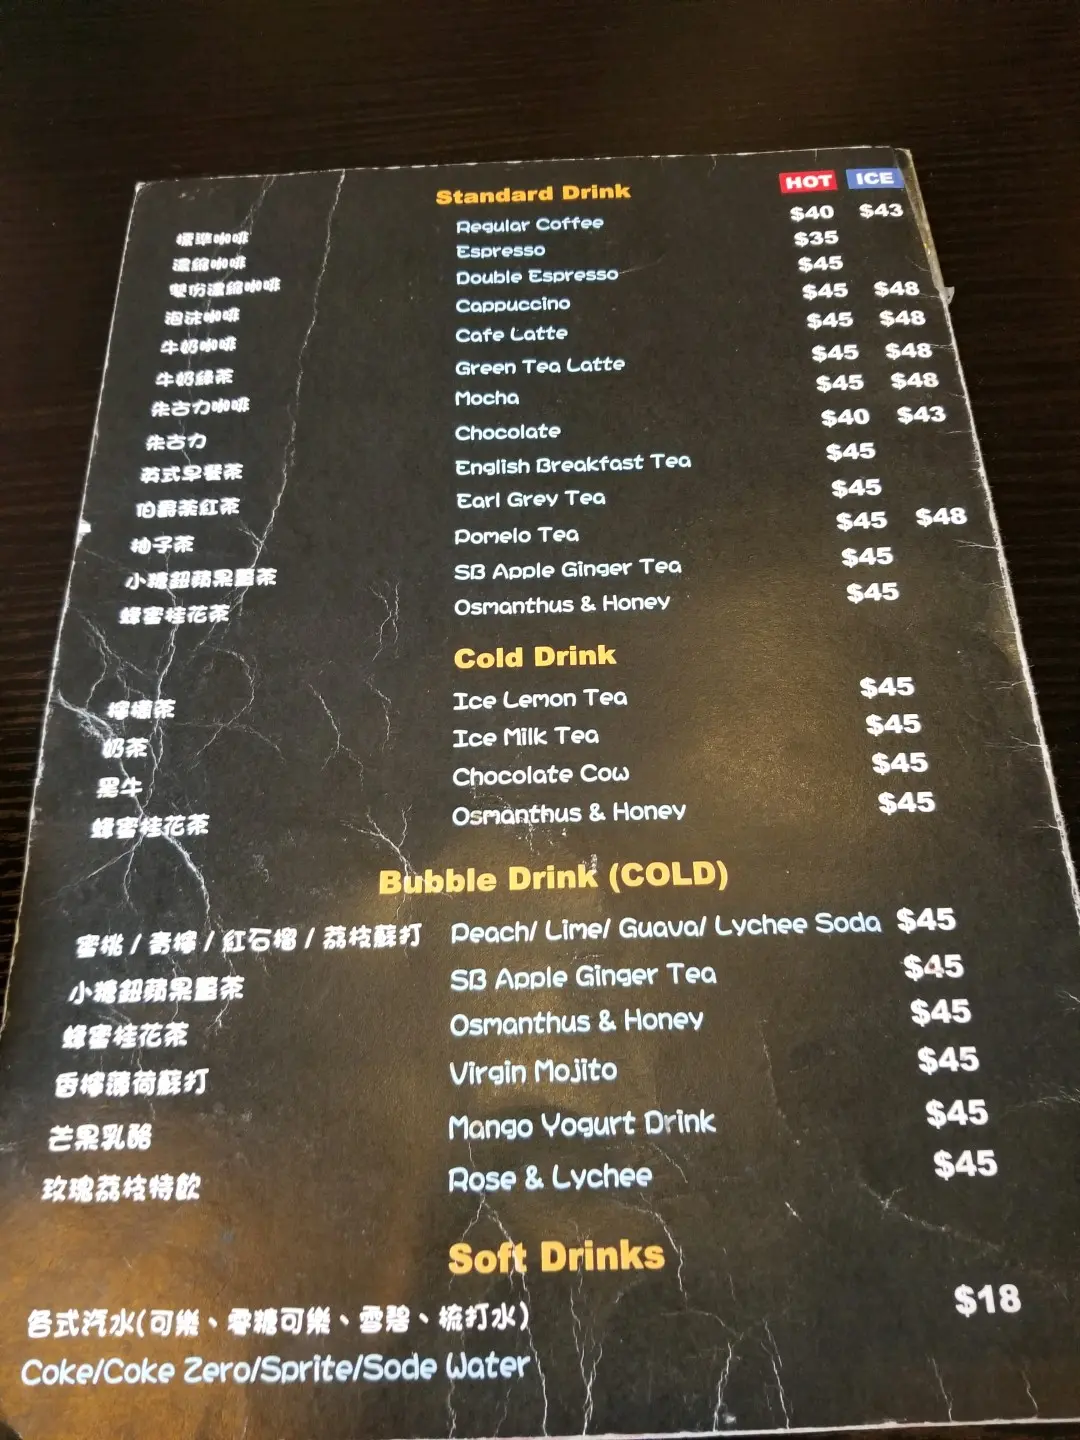 Standard Drink HOT ICE
標準咖啡 Regular Coffee $40 $43
濃縮咖啡 Espresso $35
雙份濃縮咖啡 Double Espresso $45
泡沫咖啡 Cappuccino $45 $48
牛奶咖啡 Cafe Latte $45 $48
牛奶綠茶 Green Tea Latte $45 $48
朱古力咖啡 Mocha $45 $48
朱古力 Chocolate $40 $43
英式早餐茶 English Breakfast Tea $45
伯爵茶紅茶 Earl Grey Tea $45
柚子茶 Pomelo Tea $45 $48
小糖鈕蘋果薑茶 SB Apple Ginger Tea $45
蜂蜜桂花茶 Osmanthus & Honey $45
Cold Drink
檸檬茶 Ice Lemon Tea $45
奶茶 Ice Milk Tea $45
黑牛 Chocolate Cow $45
蜂蜜桂花茶 Osmanthus & Honey $45
Bubble Drink (COLD)
蜜桃 / 青檸 / 紅石榴 / 荔枝蘇打 Peach/ Lime/ Guava/ Lychee Soda $45
小糖鈕蘋果薑茶 SB Apple Ginger Tea $45
蜂蜜桂花茶 Osmanthus & Honey $45
香檸薄荷蘇打 Virgin Mojito $45
芒果乳酪 Mango Yogurt Drink $45
玫瑰荔枝特飲 Rose & Lychee $45
Soft Drinks
各式汽水(可樂、零糖可樂、雪碧、梳打水) $18
Coke/Coke Zero/Sprite/Sode Water